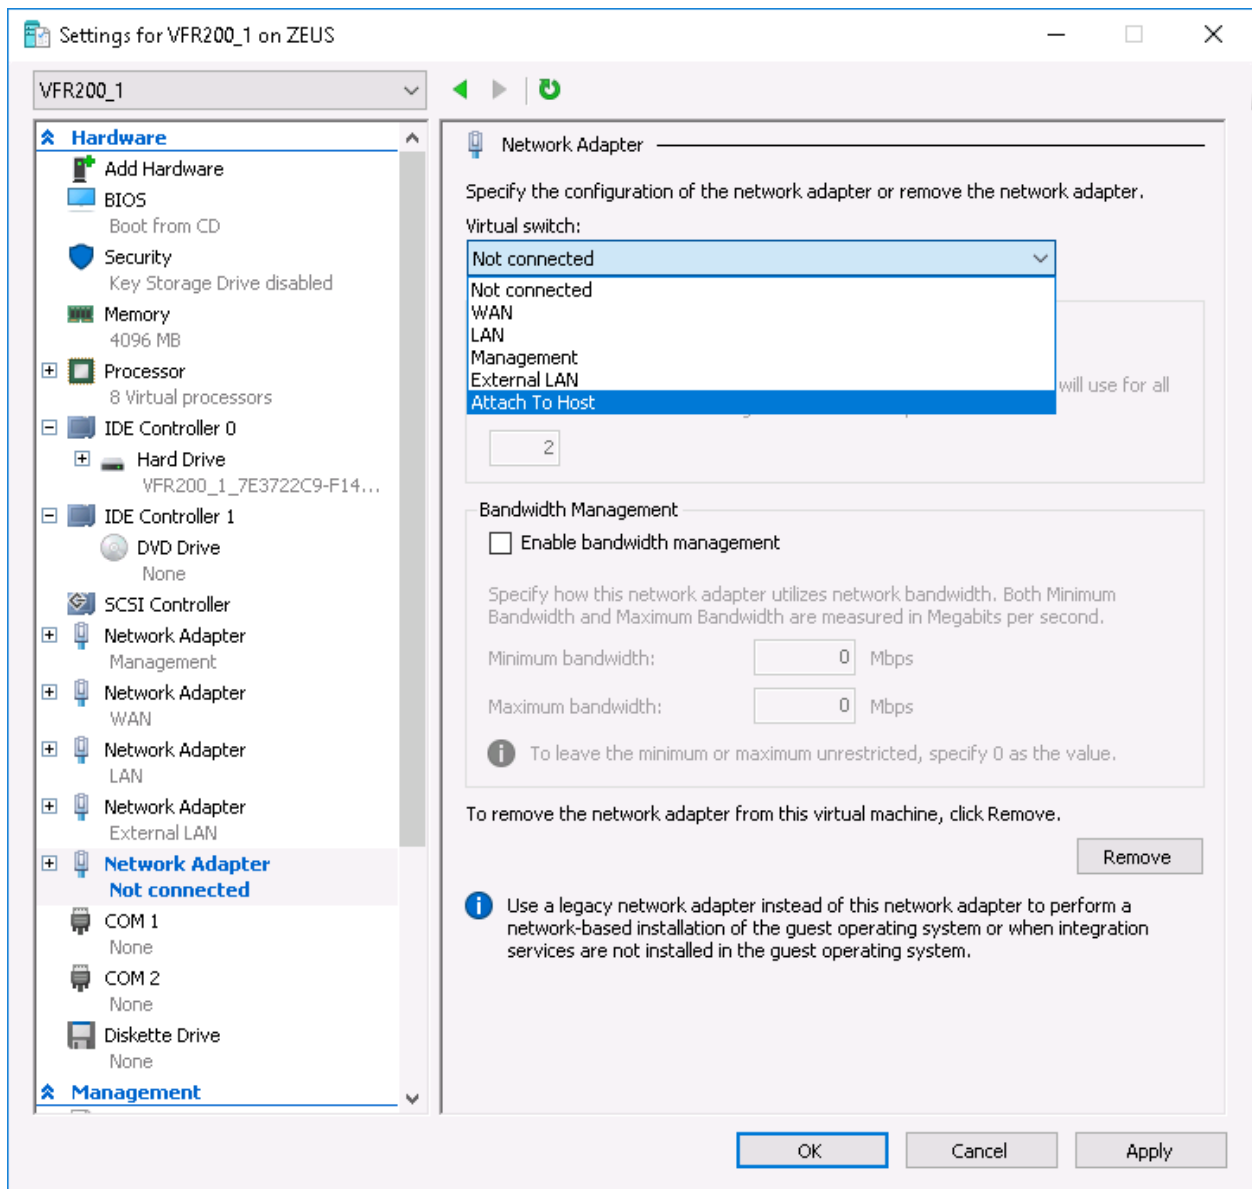 Settings for VFR200_1 on ZEUS
VFR200_1
Hardware
Add Hardware
BIOS
Boot from CD
Security
Key Storage Drive disabled
Memory
4096 MB
Processor
8 Virtual processors
IDE Controller 0
Hard Drive
VFR200_1_7E3722C9-F14...
IDE Controller 1
DVD Drive
None
SCSI Controller
Network Adapter
Management
Network Adapter
WAN
Network Adapter
LAN
Network Adapter
External LAN
Network Adapter
Not connected
COM 1
None
COM 2
None
Diskette Drive
None
Management
Network Adapter
Specify the configuration of the network adapter or remove the network adapter.
Virtual switch:
Not connected
Not connected
WAN
LAN
Management
External LAN
Attach To Host
will use for all
2
Bandwidth Management
Enable bandwidth management
Specify how this network adapter utilizes network bandwidth. Both Minimum
Bandwidth and Maximum Bandwidth are measured in Megabits per second.
Minimum bandwidth: 0 Mbps
Maximum bandwidth: 0 Mbps
To leave the minimum or maximum unrestricted, specify 0 as the value.
To remove the network adapter from this virtual machine, click Remove.
Remove
Use a legacy network adapter instead of this network adapter to perform a
network-based installation of the guest operating system or when integration
services are not installed in the guest operating system.
OK Cancel Apply